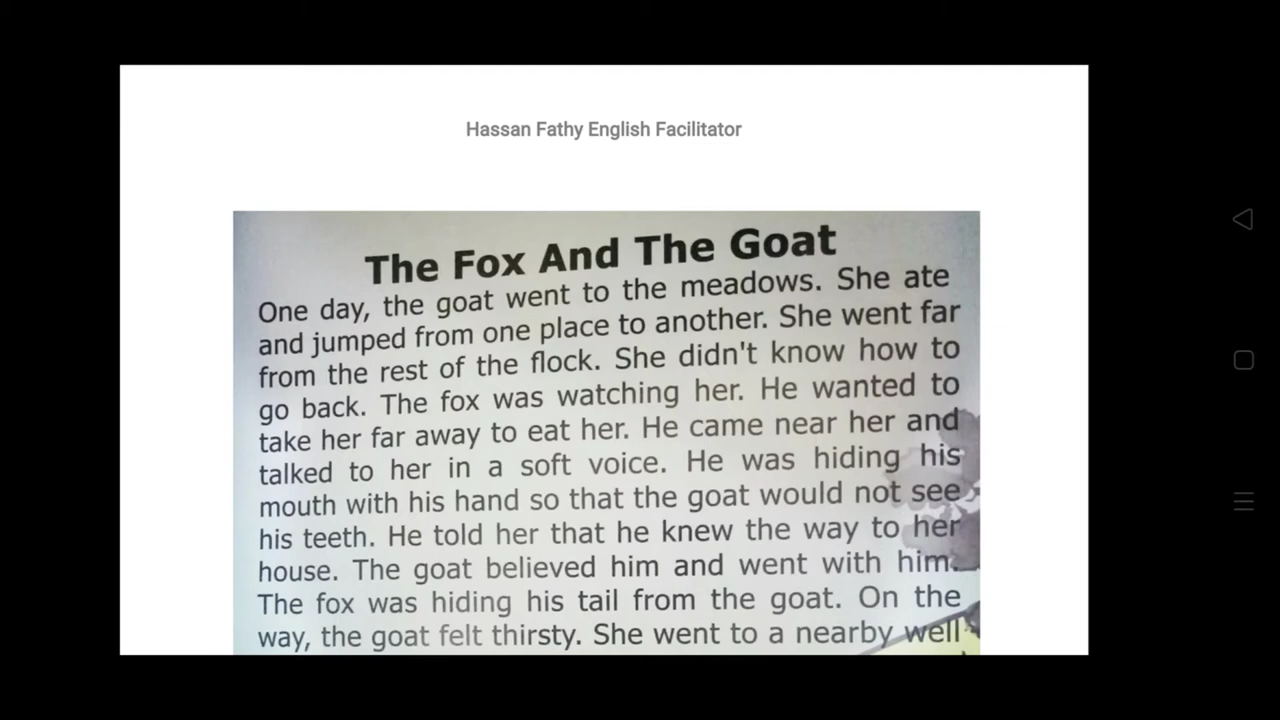 Hassan Fathy English Facilitator
The Fox And The Goat
One day, the goat went to the meadows. She ate
and jumped from one place to another. She went far
from the rest of the flock. She didn't know how to
go back. The fox was watching her. He wanted to
take her far away to eat her. He came near her and
talked to her in a soft voice. He was hiding his
mouth with his hand so that the goat would not see
his teeth. He told her that he knew the way to her
house. The goat believed him and went with him.
The fox was hiding his tail from the goat. On the
way, the goat felt thirsty. She went to a nearby well